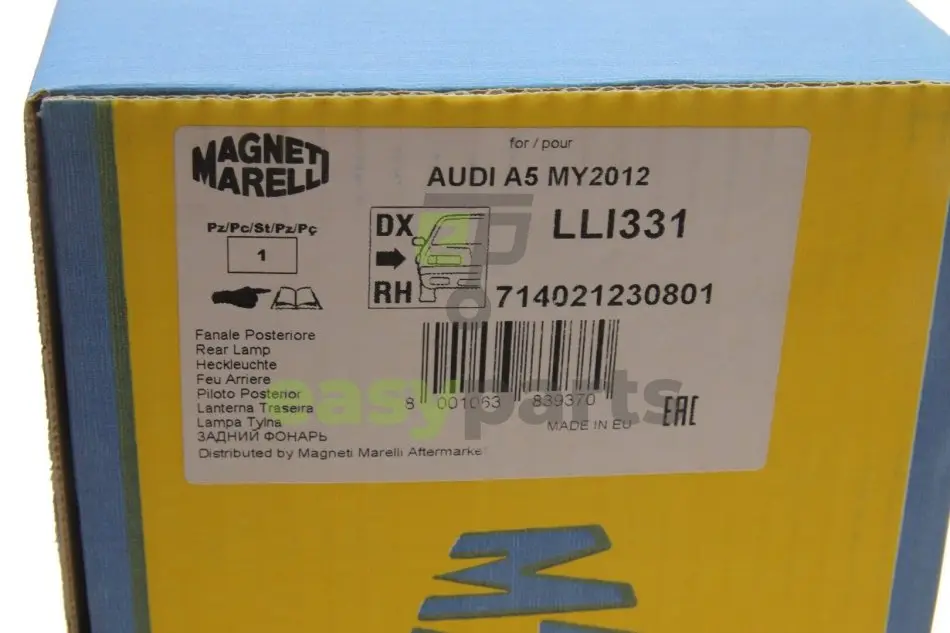 MAGNETI
MARELLI
for / pour
AUDI A5 MY2012
LLI331
Pz/Pc/St/Pz/Pç
1
DX
RH
714021230801
Fanale Posteriore
Rear Lamp
Heckleuchte
Feu Arriere
Piloto Posterior
Lanterna Traseira
Lampa Tylna
ЗАДНИЙ ФОНАРЬ
Distributed by Magneti Marelli Aftermarket
8 001063 839370
MADE IN EU
EAC
easyparts